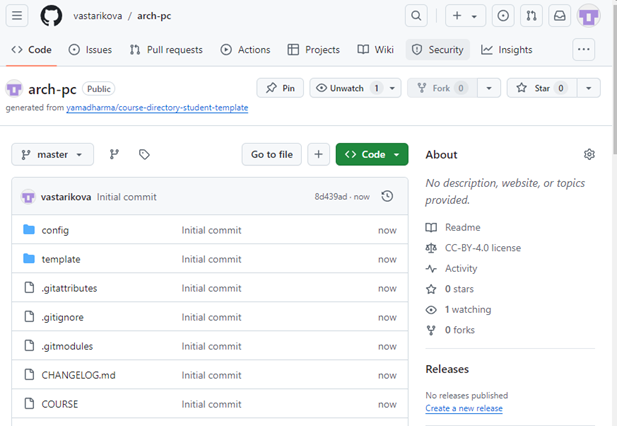 vastarikova / arch-pc
Code Issues Pull requests Actions Projects Wiki Security Insights
arch-pc Public Pin Unwatch 1 Fork 0 Star 0
generated from yamadharma/course-directory-student-template
master Go to file Code
About
No description, website, or topics
provided.
vastarikova Initial commit 8d439ad · now
config Initial commit now
template Initial commit now
.gitattributes Initial commit now
.gitignore Initial commit now
.gitmodules Initial commit now
CHANGELOG.md Initial commit now
COURSE Initial commit now
Readme
CC-BY-4.0 license
Activity
0 stars
1 watching
0 forks
Releases
No releases published
Create a new release